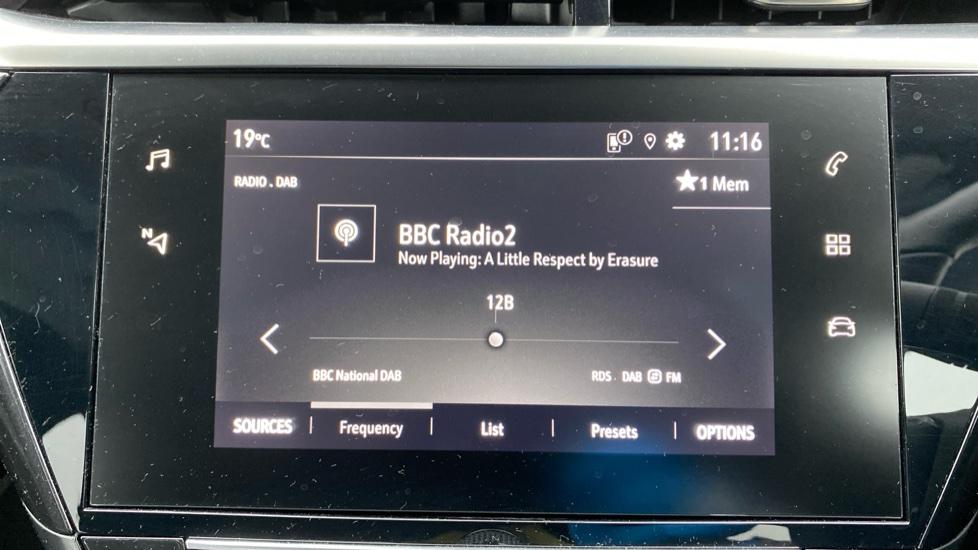 19°C 11:16
RADIO . DAB 1 Mem
N
BBC Radio2
Now Playing: A Little Respect by Erasure
12B
BBC National DAB RDS . DAB FM
SOURCES | Frequency | List | Presets | OPTIONS